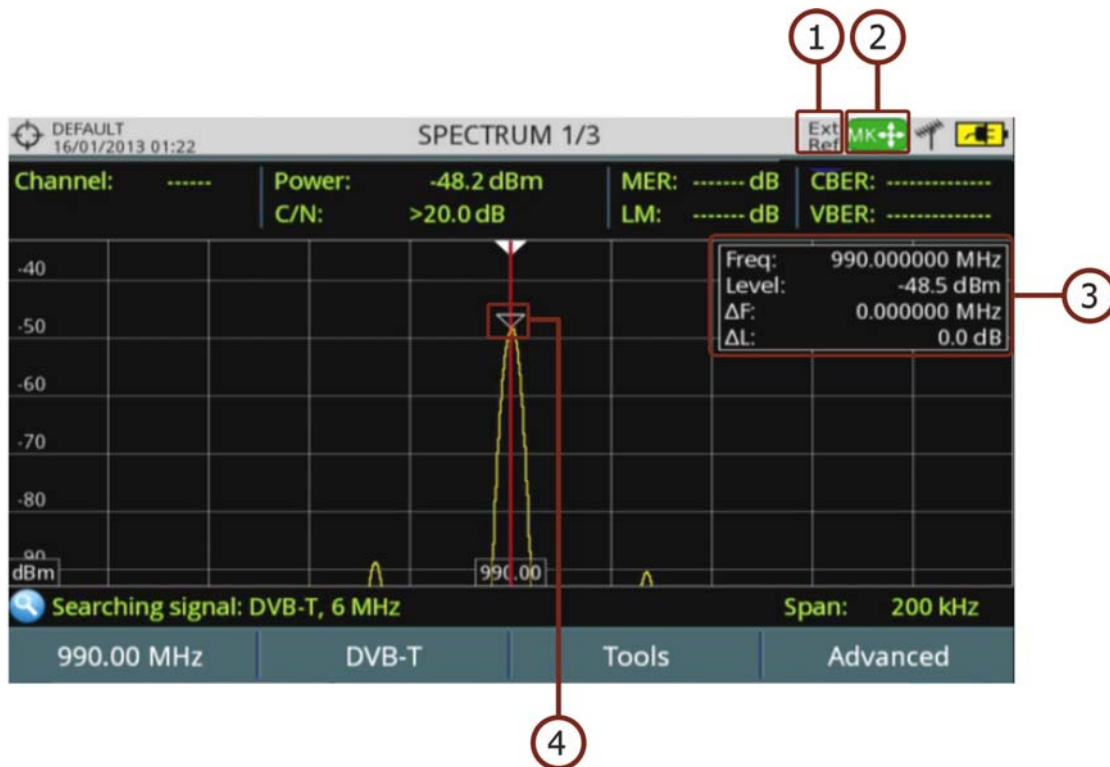 1 2
DEFAULT
16/01/2013 01:22
SPECTRUM 1/3
Ext
Ref
MK
Channel: ------ Power: -48.2 dBm MER: ------- dB CBER: -------------
C/N: >20.0 dB LM: ------- dB VBER: -------------
Freq: 990.000000 MHz
Level: -48.5 dBm
ΔF: 0.000000 MHz
ΔL: 0.0 dB
3
-40
-50
-60
-70
-80
-90
dBm
990.00
Searching signal: DVB-T, 6 MHz Span: 200 kHz
990.00 MHz DVB-T Tools Advanced
4